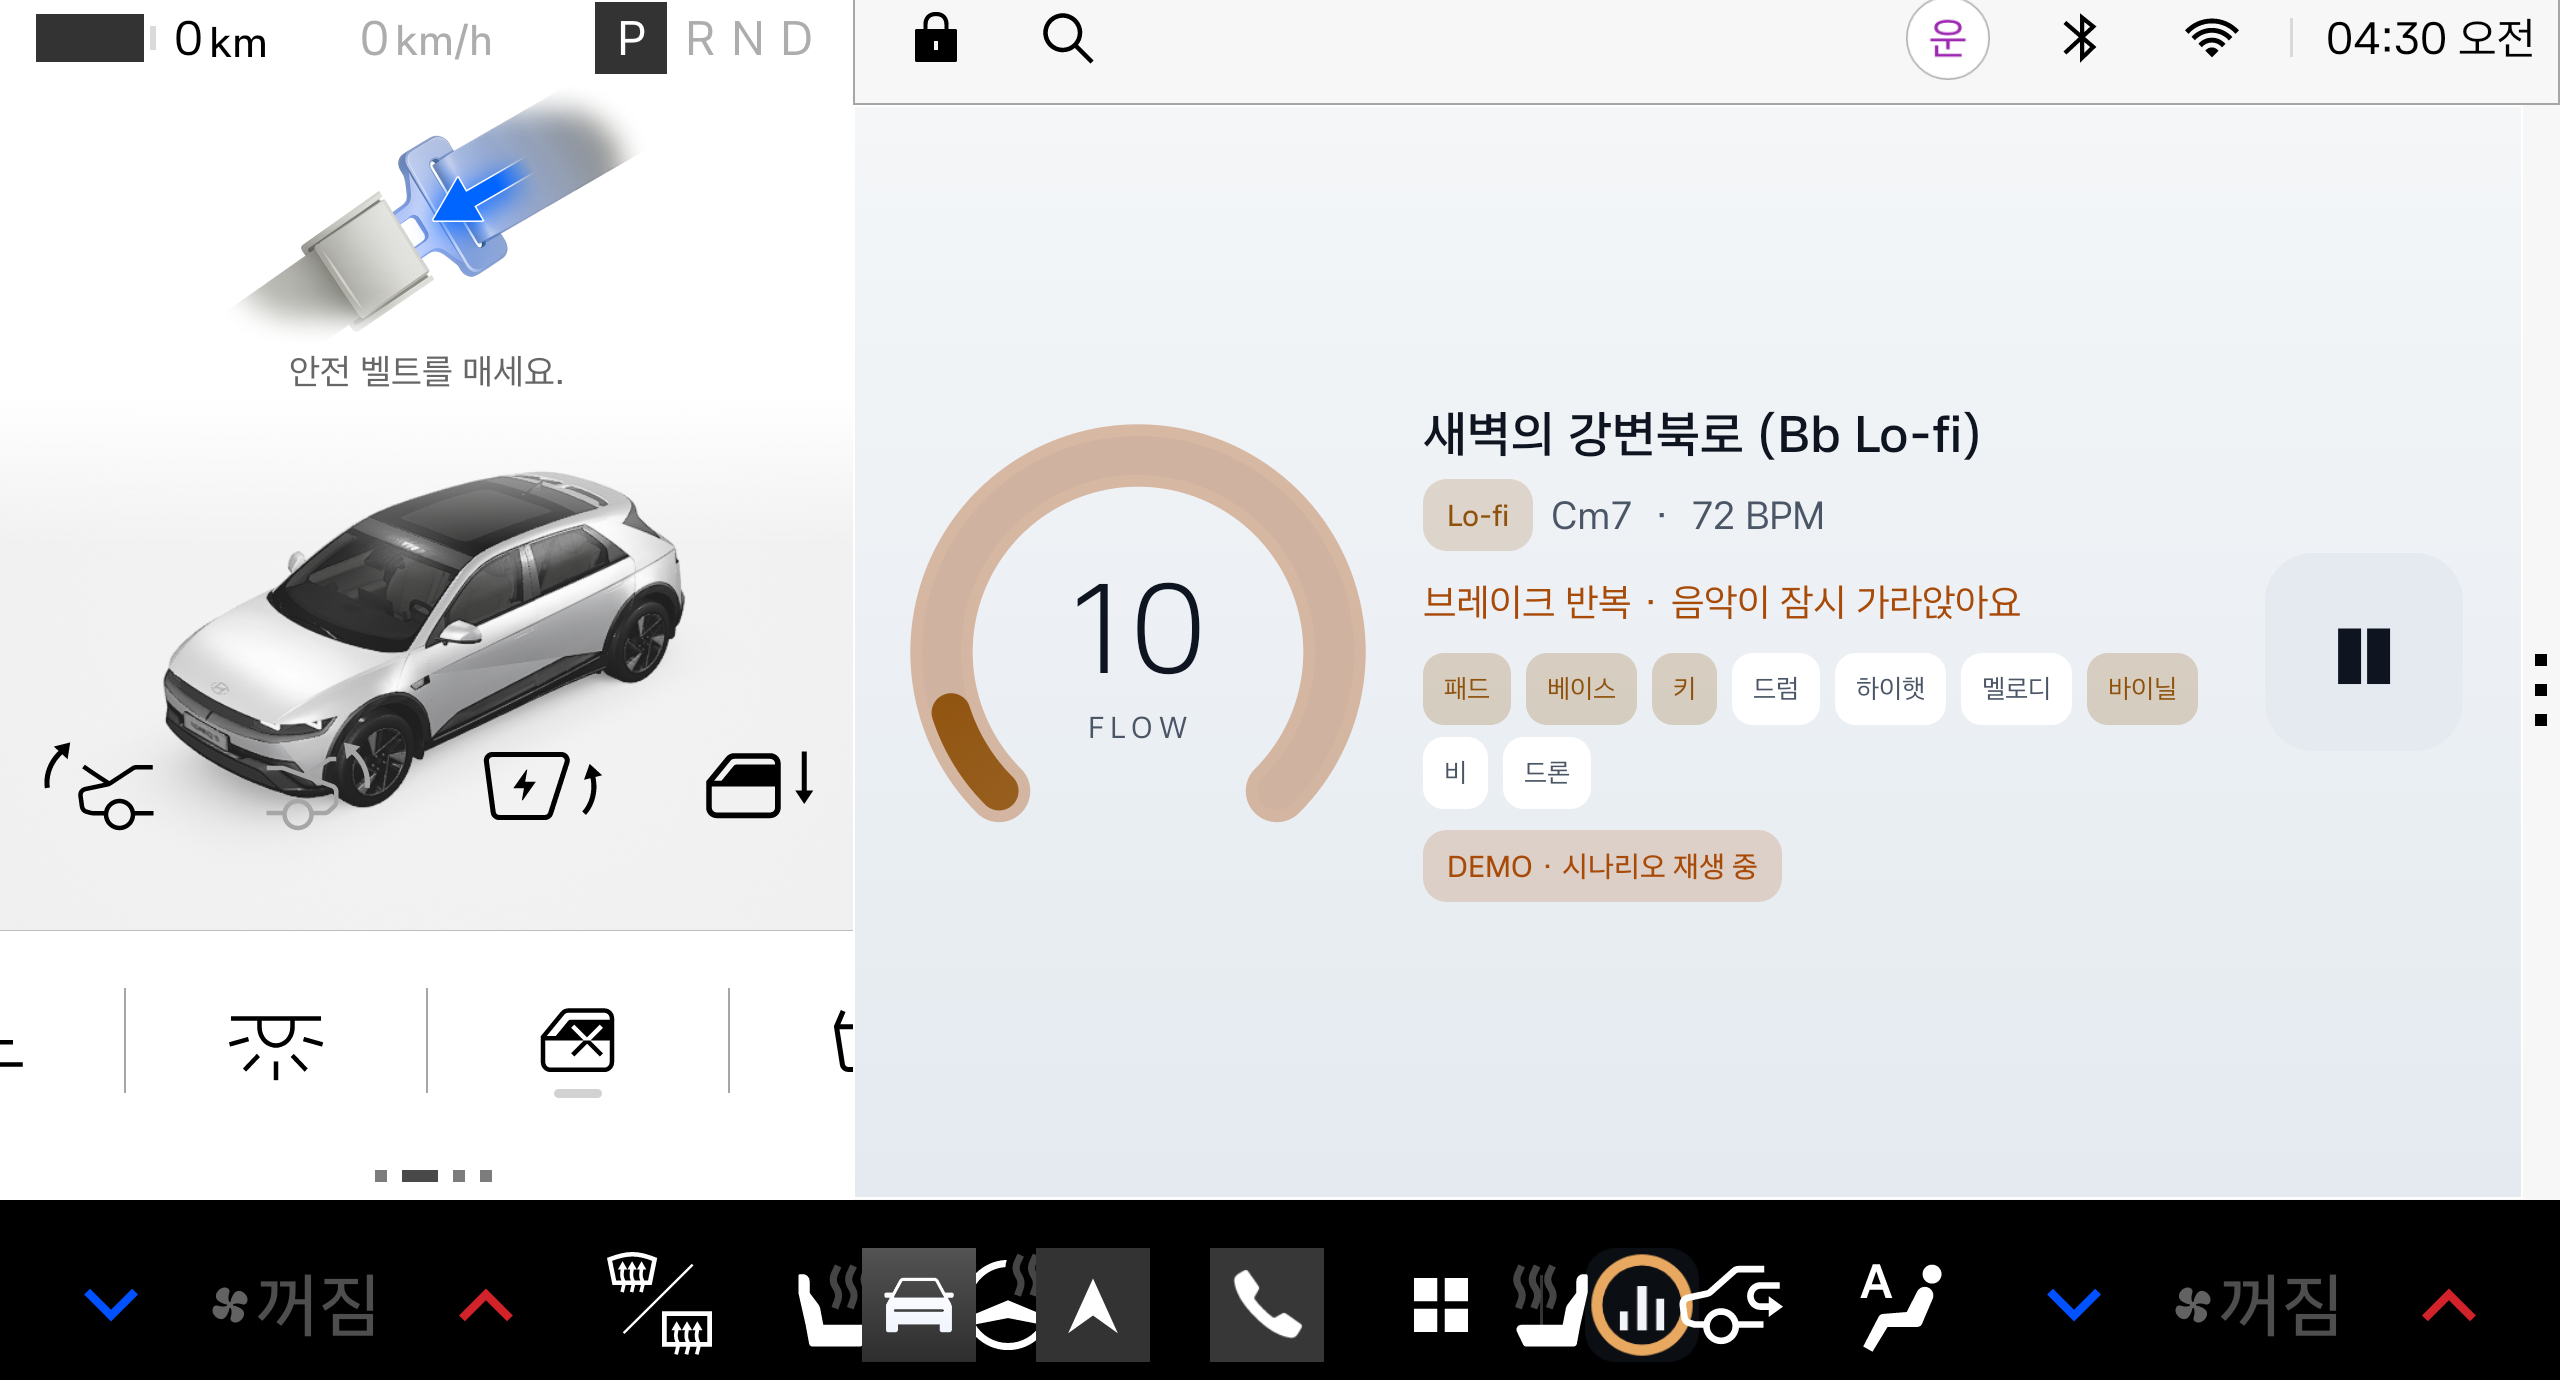 0 km
0 km/h
P R N D
운
04:30 오전
안전 벨트를 매세요.
새벽의 강변북로 (Bb Lo-fi)
Lo-fi Cm7 · 72 BPM
브레이크 반복 · 음악이 잠시 가라앉아요
10
FLOW
패드 베이스 키 드럼 하이햇 멜로디 바이닐
비 드론
DEMO · 시나리오 재생 중
꺼짐
A
꺼짐